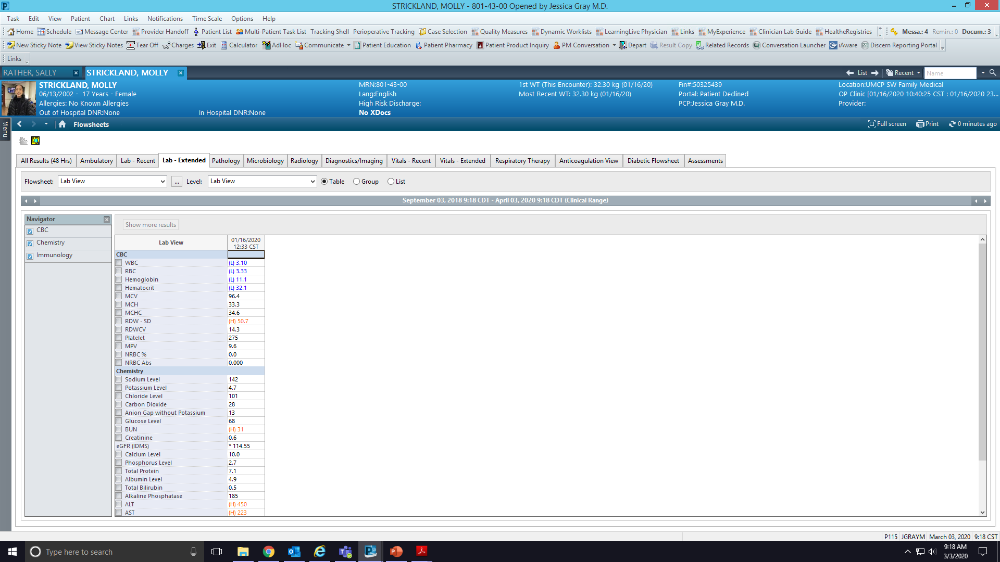 STRICKLAND, MOLLY - 801-43-00 Opened by Jessica Gray M.D.
Task Edit View Patient Chart Links Notifications Time Scale Options Help
Home Schedule Message Center Provider Handoff Patient List Multi-Patient Task List Tracking Shell Perioperative Tracking Case Selection Quality Measures Dynamic Worklists LearningLive Physician Links MyExperience Clinician Lab Guide HealtheRegistries Messa.: 4 Remin.: 0 Docum.: 3
New Sticky Note View Sticky Notes Tear Off Charges Exit Calculator AdHoc Communicate Patient Education Patient Pharmacy Patient Product Inquiry PM Conversation Depart Result Copy Related Records Conversation Launcher iAware Discern Reporting Portal
Links
RATHER, SALLY STRICKLAND, MOLLY List Recent Name
STRICKLAND, MOLLY MRN:801-43-00 1st WT (This Encounter): 32.30 kg (01/16/20) Fin#:50325439 Location:UMCP SW Family Medical
06/13/2002 - 17 Years - Female Lang:English Most Recent WT: 32.30 kg (01/16/20) Portal: Patient Declined OP Clinic [01/16/2020 10:40:25 CST : 01/16/2020 23...
Allergies: No Known Allergies High Risk Discharge: PCP:Jessica Gray M.D. Provider:
Out of Hospital DNR:None In Hospital DNR:None No XDocs
Menu
Flowsheets Full screen Print 0 minutes ago
All Results (48 Hrs) Ambulatory Lab - Recent Lab - Extended Pathology Microbiology Radiology Diagnostics/Imaging Vitals - Recent Vitals - Extended Respiratory Therapy Anticoagulation View Diabetic Flowsheet Assessments
Flowsheet: Lab View ... Level: Lab View Table Group List
September 03, 2018 9:18 CDT - April 03, 2020 9:18 CDT (Clinical Range)
Navigator
CBC
Chemistry
Immunology
Show more results
Lab View 01/16/2020
12:33 CST
CBC
WBC (L) 3.10
RBC (L) 3.33
Hemoglobin (L) 11.1
Hematocrit (L) 32.1
MCV 96.4
MCH 33.3
MCHC 34.6
RDW - SD (H) 50.7
RDWCV 14.3
Platelet 275
MPV 9.6
NRBC % 0.0
NRBC Abs 0.000
Chemistry
Sodium Level 142
Potassium Level 4.7
Chloride Level 101
Carbon Dioxide 28
Anion Gap without Potassium 13
Glucose Level 68
BUN (H) 31
Creatinine 0.6
eGFR (IDMS) * 114.55
Calcium Level 10.0
Phosphorus Level 2.7
Total Protein 7.1
Albumin Level 4.9
Total Bilirubin 0.5
Alkaline Phosphatase 185
ALT (H) 450
AST (H) 223
P115 JGRAYM March 03, 2020 9:18 CST
Type here to search
9:18 AM
3/3/2020